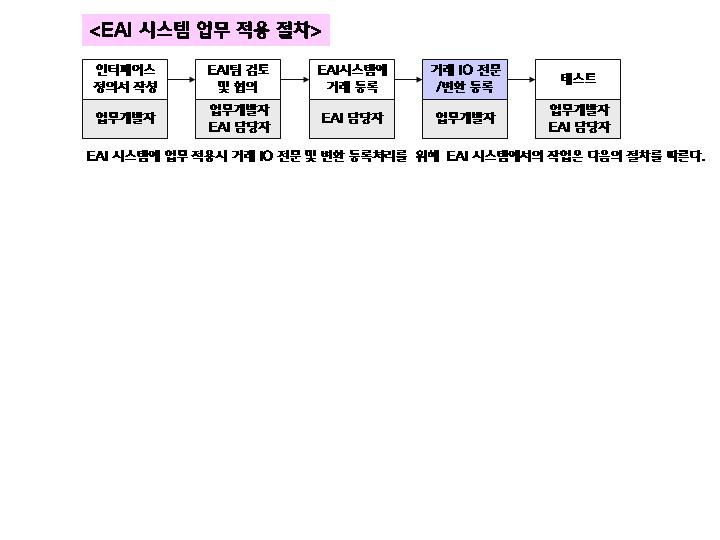 <EAI 시스템 업무 적용 절차>
인터페이스
정의서 작성
업무개발자
EAI팀 검토
및 협의
업무개발자
EAI 담당자
EAI시스템에
거래 등록
EAI 담당자
거래 IO 전문
/변환 등록
업무개발자
테스트
업무개발자
EAI 담당자
EAI 시스템에 업무 적용시 거래 IO 전문 및 변환 등록처리를 위해 EAI 시스템에서의 작업은 다음의 절차를 따른다.